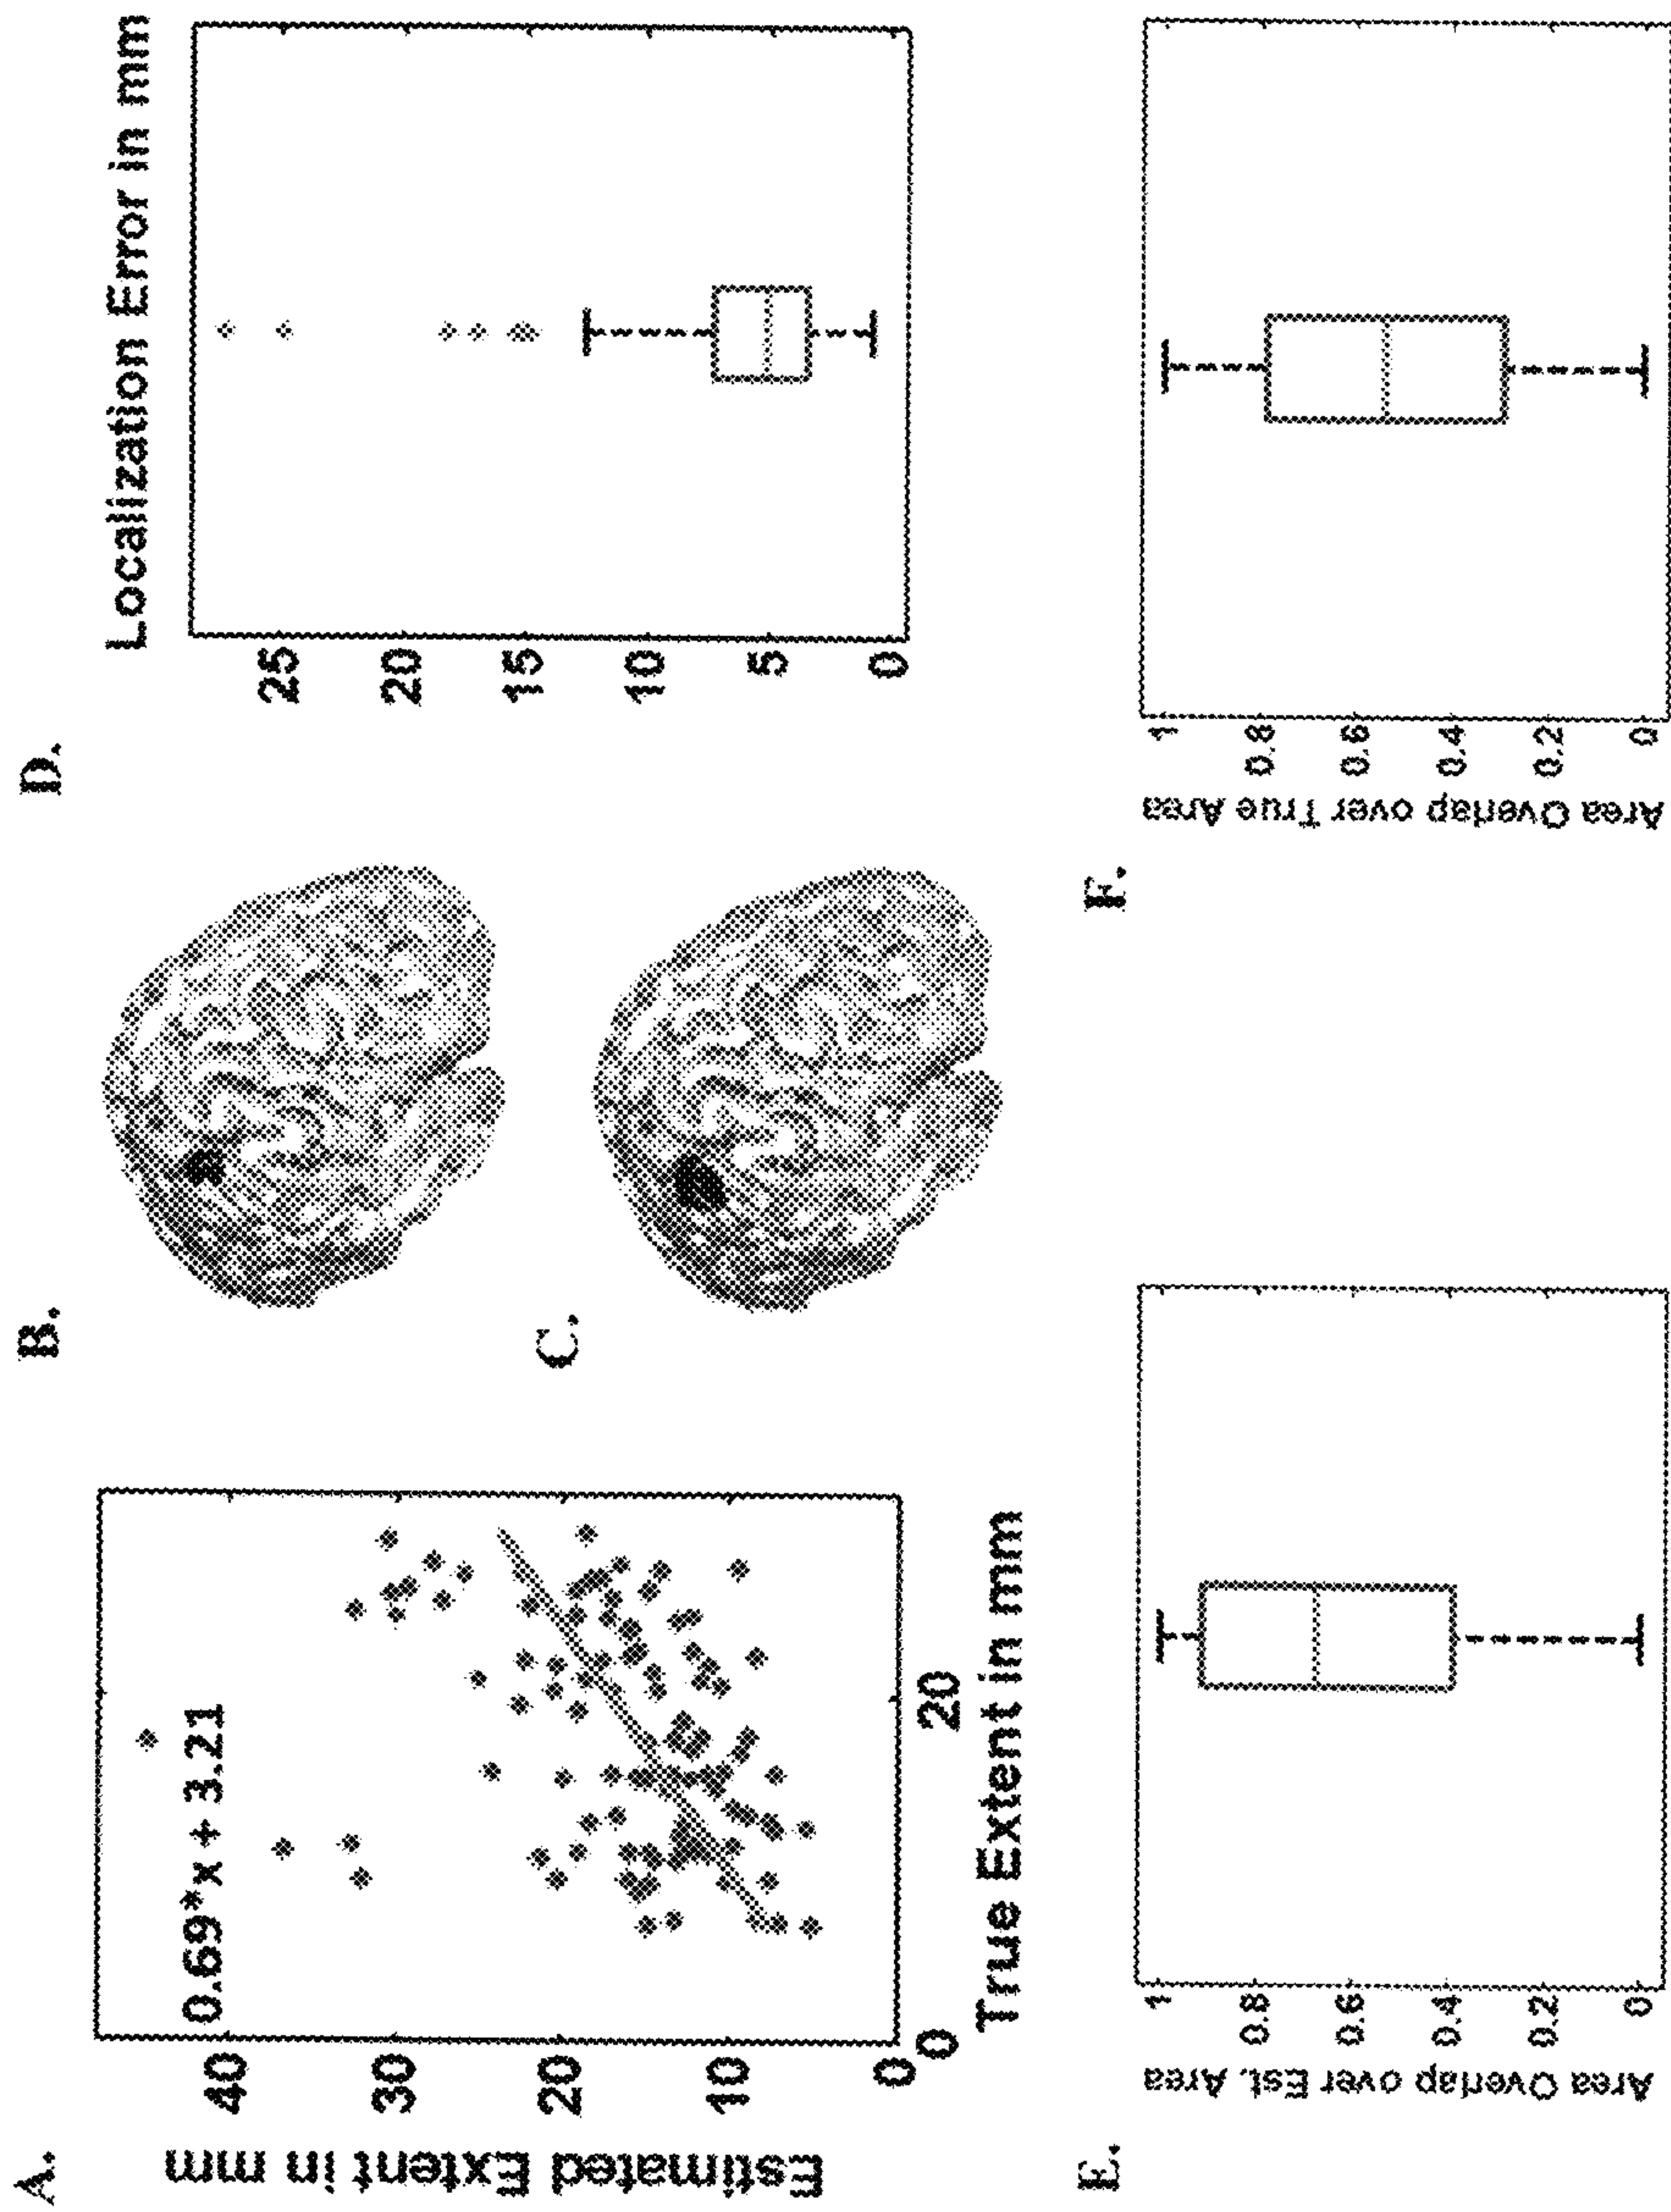 A.
Estimated Extent in mm
40
30
20
10
0
0.69*x + 3.21
0
20
True Extent in mm
B.
C.
D.
Localization Error in mm
25
20
15
10
5
0
E.
Area Overlap over Est. Area
1
0.8
0.6
0.4
0.2
0
F.
Area Overlap over True Area
1
0.8
0.6
0.4
0.2
0